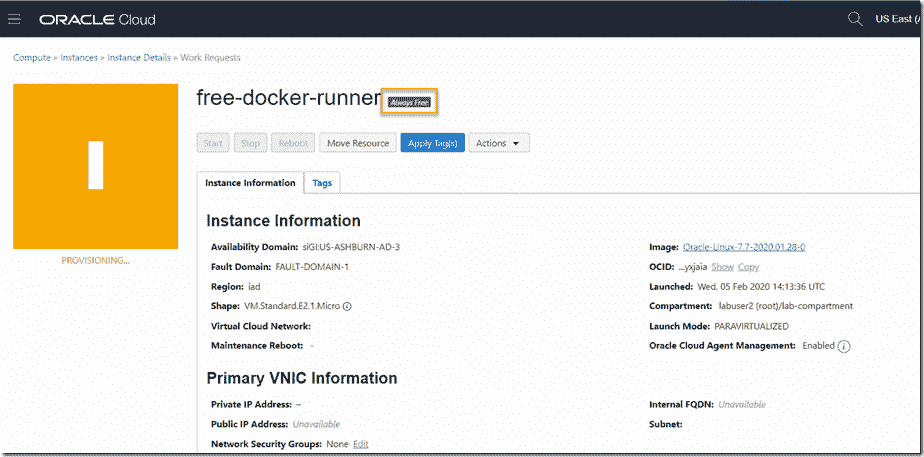 ORACLE Cloud
US East (
Compute » Instances » Instance Details » Work Requests
free-docker-runner Always Free
Start Stop Reboot Move Resource Apply Tag(s) Actions
Instance Information Tags
PROVISIONING...
Instance Information
Availability Domain: siGI:US-ASHBURN-AD-3
Fault Domain: FAULT-DOMAIN-1
Region: iad
Shape: VM.Standard.E2.1.Micro
Virtual Cloud Network:
Maintenance Reboot: -
Image: Oracle-Linux-7.7-2020.01.28-0
OCID: ...yxjaia Show Copy
Launched: Wed, 05 Feb 2020 14:13:36 UTC
Compartment: labuser2 (root)/lab-compartment
Launch Mode: PARAVIRTUALIZED
Oracle Cloud Agent Management: Enabled
Primary VNIC Information
Private IP Address: --
Public IP Address: Unavailable
Network Security Groups: None Edit
Internal FQDN: Unavailable
Subnet: